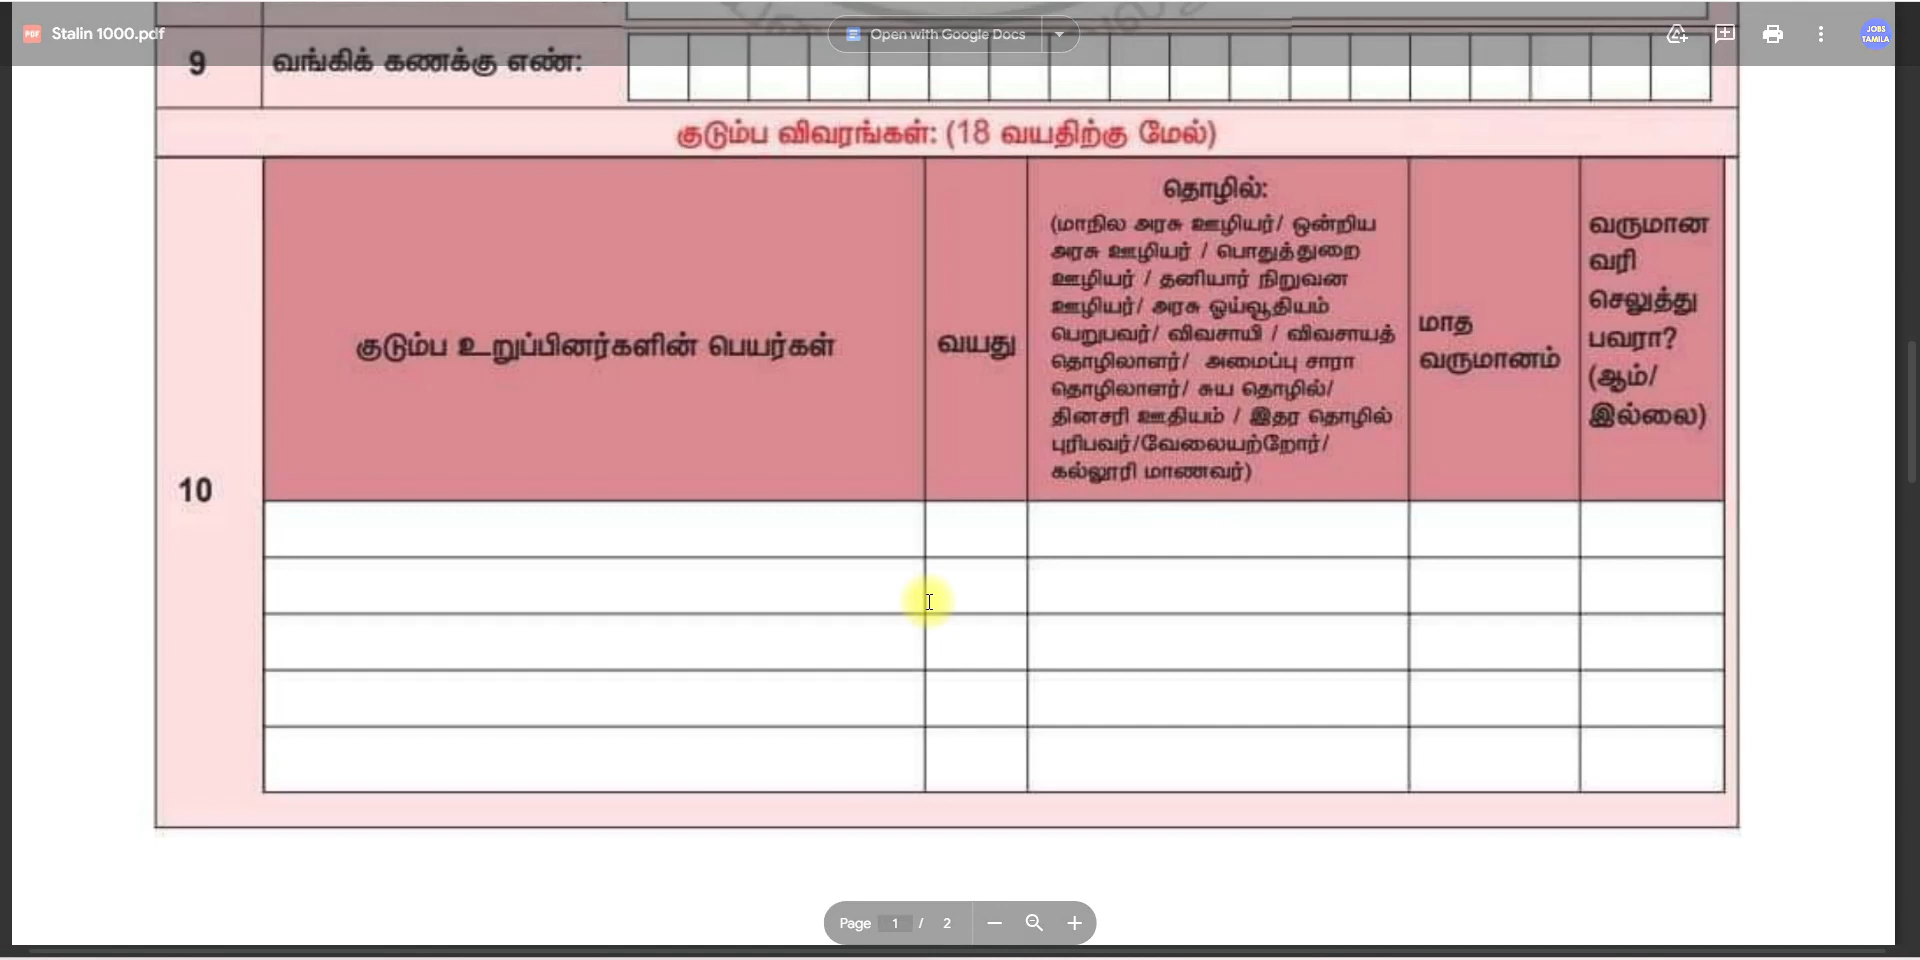 Stalin 1000.pdf
Open with Google Docs
JOBS
TAMILA
9
வங்கிக் கணக்கு எண்:
குடும்ப விவரங்கள்: (18 வயதிற்கு மேல்)
10
குடும்ப உறுப்பினர்களின் பெயர்கள்
வயது
தொழில்:
(மாநில அரசு ஊழியர்/ ஒன்றிய
அரசு ஊழியர் / பொதுத்துறை
ஊழியர் / தனியார் நிறுவன
ஊழியர்/ அரசு ஓய்வூதியம்
பெறுபவர்/ விவசாயி / விவசாயத்
தொழிலாளர்/ அமைப்பு சாரா
தொழிலாளர்/ சுய தொழில்/
தினசரி ஊதியம் / இதர தொழில்
புரிபவர்/வேலையற்றோர்/
கல்லூரி மாணவர்)
மாத
வருமானம்
வருமான
வரி
செலுத்து
பவரா?
(ஆம்/
இல்லை)
Page 1 / 2